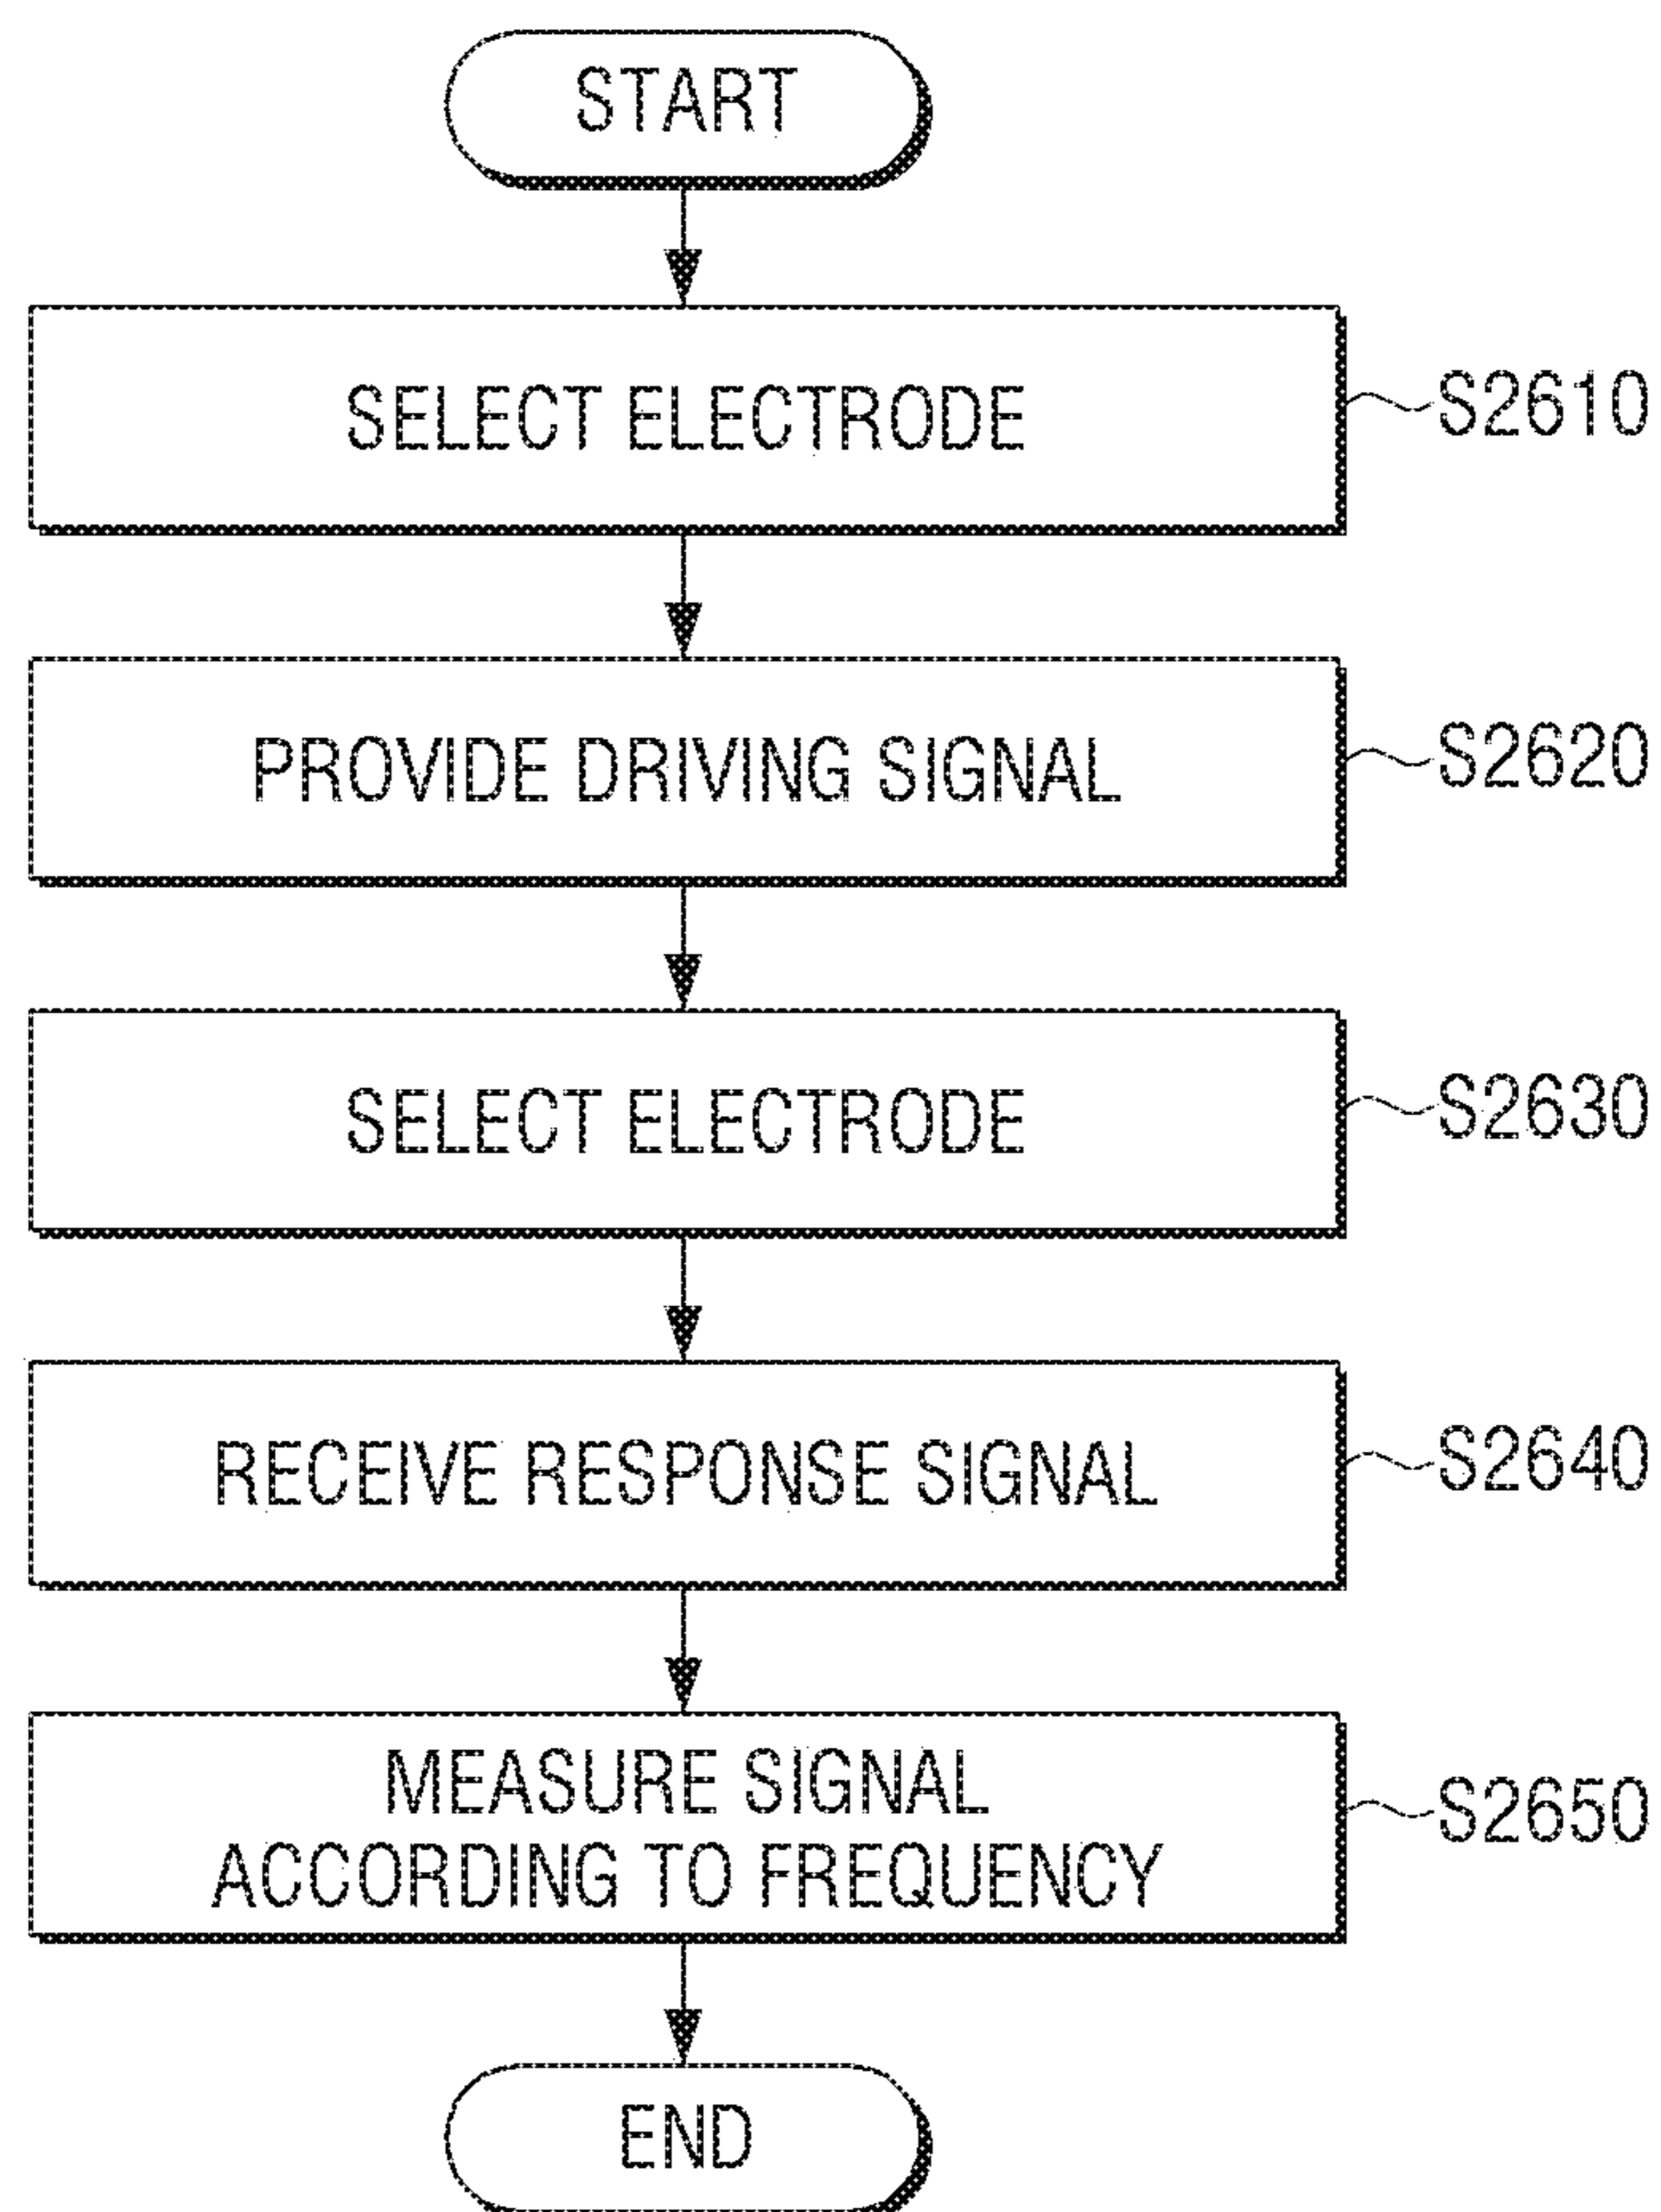 START
SELECT ELECTRODE
S2610
PROVIDE DRIVING SIGNAL
S2620
SELECT ELECTRODE
S2630
RECEIVE RESPONSE SIGNAL
S2640
MEASURE SIGNAL
ACCORDING TO FREQUENCY
S2650
END